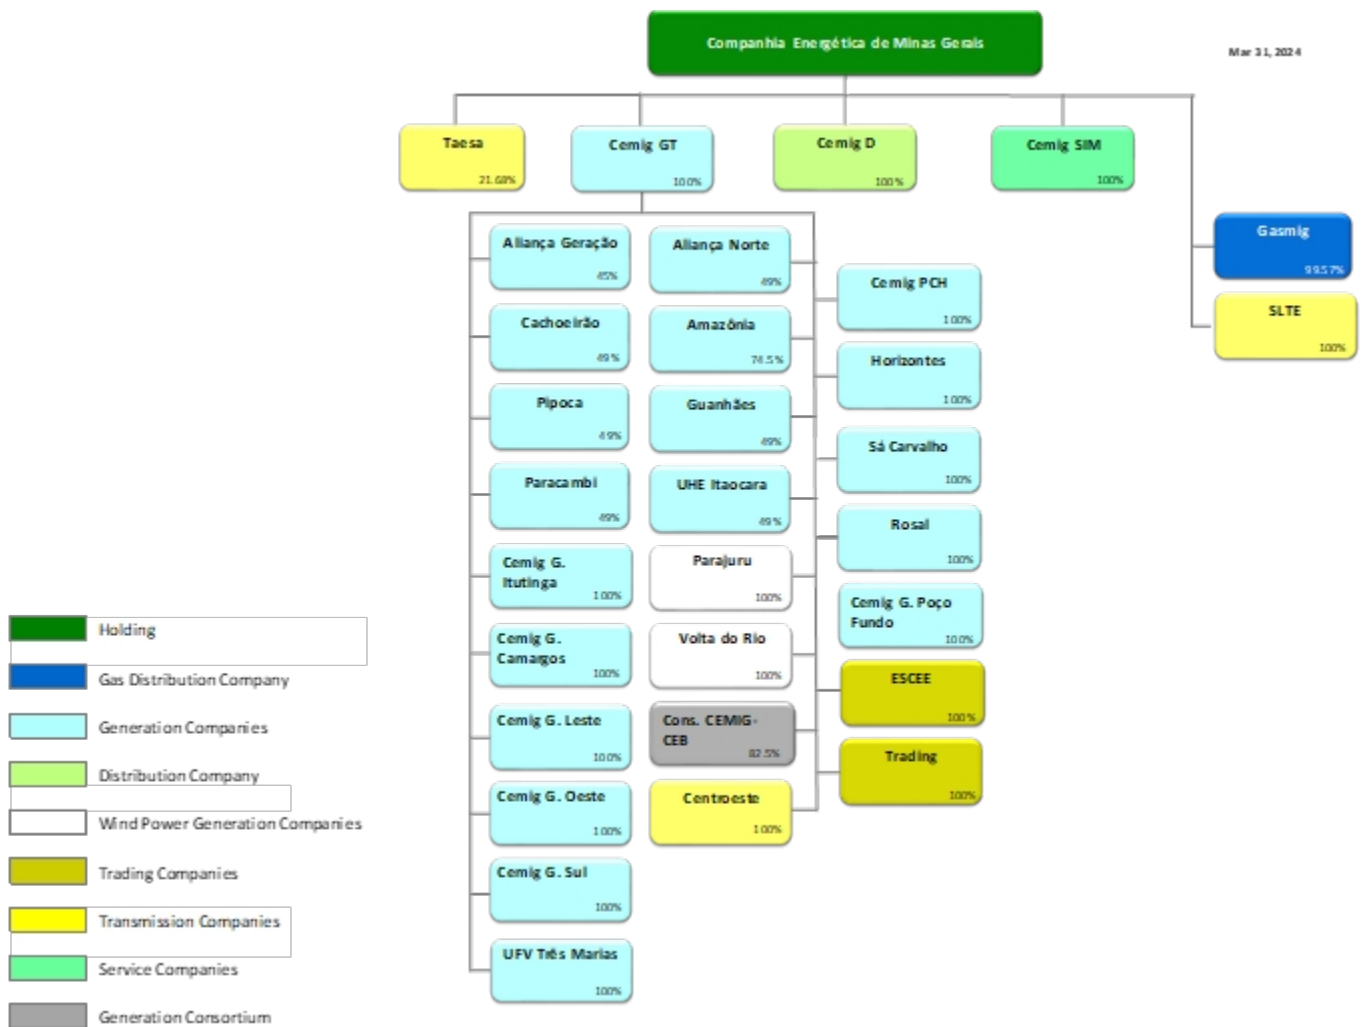 Companhia Energética de Minas Gerais
Mar 31, 2024
Taesa
21.68%
Cemig GT
100%
Cemig D
100%
Cemig SIM
100%
Gasmig
99.57%
SLTE
100%
Aliança Geração
45%
Cachoeirão
49%
Pipoca
49%
Paracambi
49%
Cemig G.
Itutinga
100%
Cemig G.
Camargos
100%
Cemig G. Leste
100%
Cemig G. Oeste
100%
Cemig G. Sul
100%
UFV Três Marias
100%
Aliança Norte
49%
Amazônia
74.5%
Guanhães
49%
UHE Itaocara
49%
Parajuru
100%
Volta do Rio
100%
Cons. CEMIG-
CEB
82.5%
Centroeste
100%
Cemig PCH
100%
Horizontes
100%
Sá Carvalho
100%
Rosal
100%
Cemig G. Poço
Fundo
100%
ESCEE
100%
Trading
100%
Holding
Gas Distribution Company
Generation Companies
Distribution Company
Wind Power Generation Companies
Trading Companies
Transmission Companies
Service Companies
Generation Consortium